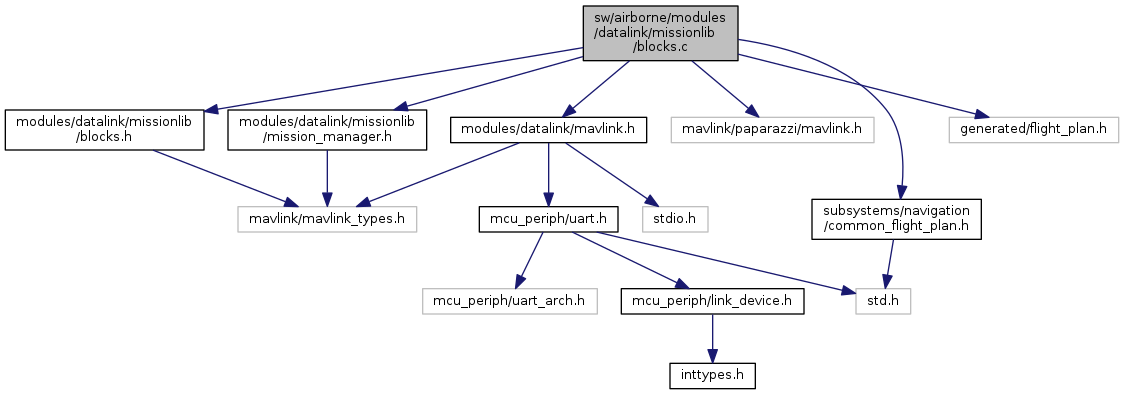 sw/airborne/modules
/datalink/missionlib
/blocks.c
modules/datalink/missionlib
/blocks.h
modules/datalink/missionlib
/mission_manager.h
modules/datalink/mavlink.h
mavlink/paparazzi/mavlink.h
generated/flight_plan.h
mavlink/mavlink_types.h
mcu_periph/uart.h
stdio.h
subsystems/navigation
/common_flight_plan.h
mcu_periph/uart_arch.h
mcu_periph/link_device.h
std.h
inttypes.h